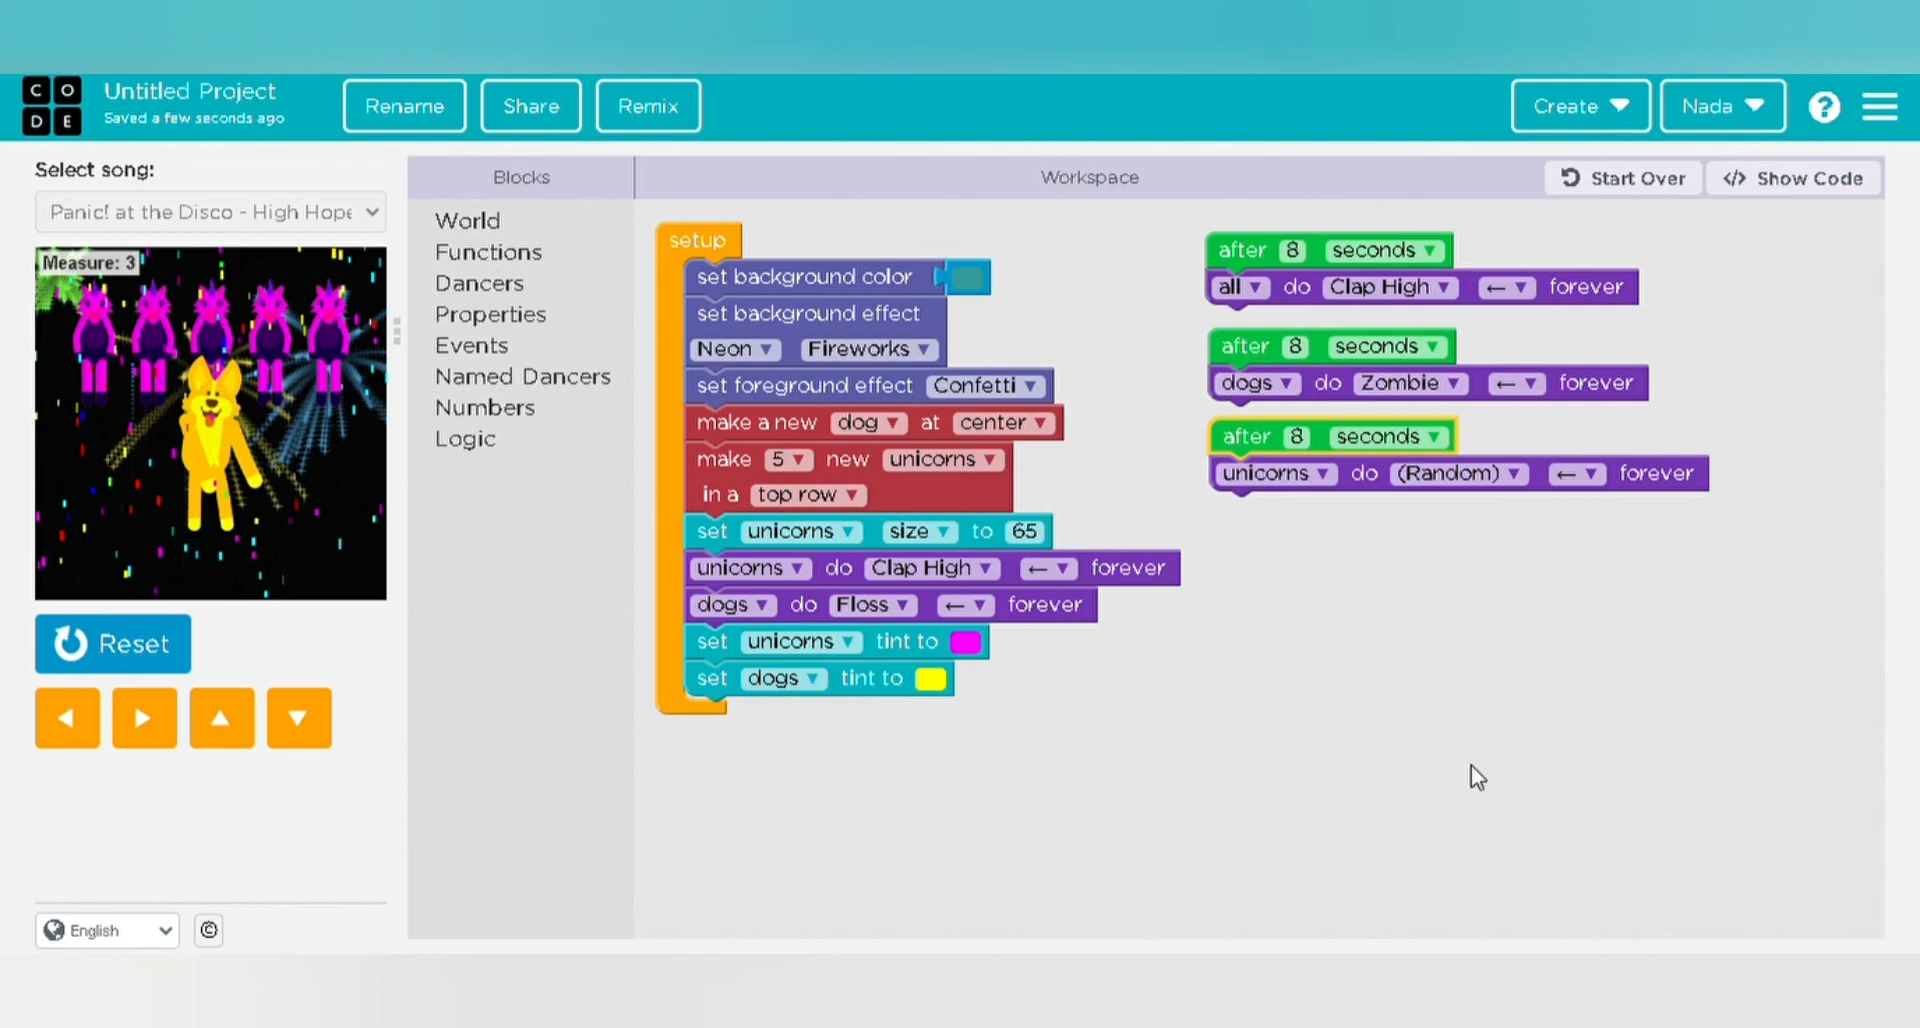 C O
D E
Untitled Project
Saved a few seconds ago
Rename
Share
Remix
Create
Nada
?
Select song:
Panic! at the Disco - High Hope
Measure: 3
Reset
English
©
Blocks
World
Functions
Dancers
Properties
Events
Named Dancers
Numbers
Logic
Workspace
Start Over
</> Show Code
setup
set background color
set background effect
Neon ▼ Fireworks ▼
set foreground effect Confetti ▼
make a new dog ▼ at center ▼
make 5 ▼ new unicorns ▼
in a top row ▼
set unicorns ▼ size ▼ to 65
unicorns ▼ do Clap High ▼ ← ▼ forever
dogs ▼ do Floss ▼ ← ▼ forever
set unicorns ▼ tint to
set dogs ▼ tint to
after 8 seconds ▼
all ▼ do Clap High ▼ ← ▼ forever
after 8 seconds ▼
dogs ▼ do Zombie ▼ ← ▼ forever
after 8 seconds ▼
unicorns ▼ do (Random) ▼ ← ▼ forever